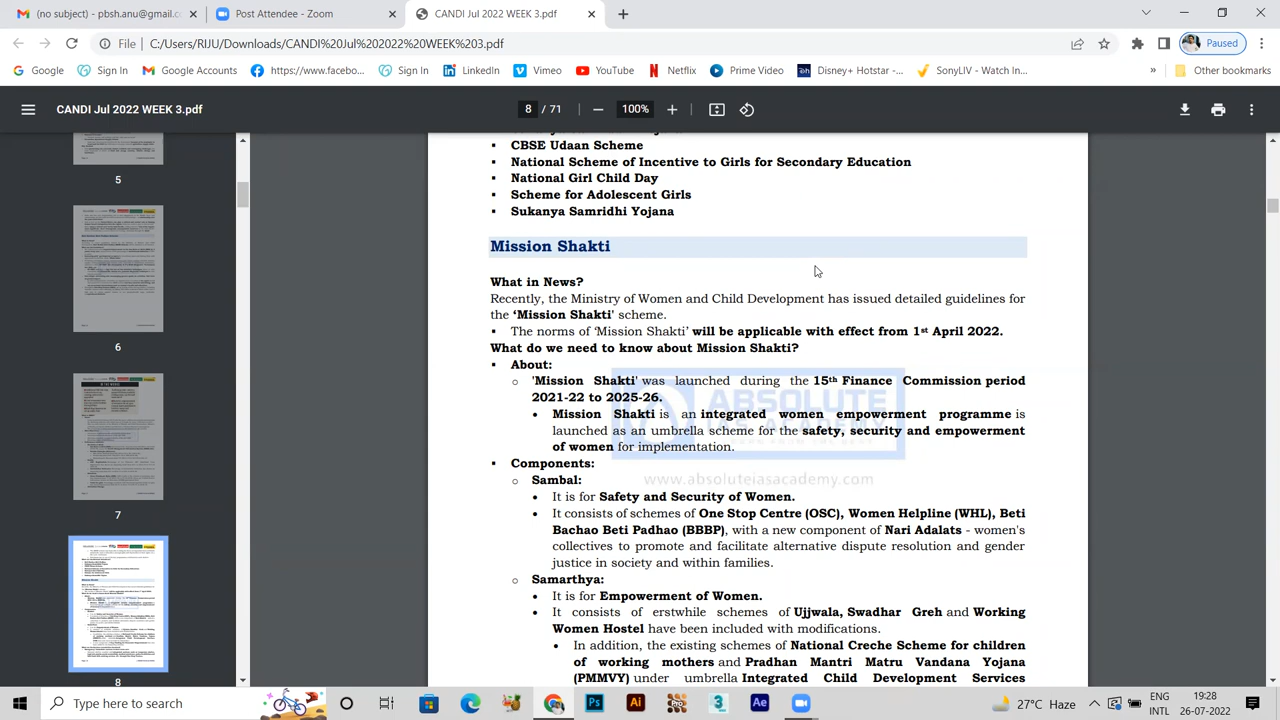 (no subject) - pbsh.anu@gmail.c
Post Attendee - Zoom
CANDI Jul 2022 WEEK 3.pdf
File
C:/Users/RIJU/Downloads/CANDI%20Jul%202022%20WEEK%203.pdf
Paused
Google
Sign In
Google Accounts
https://www.facebo...
Sign In
LinkedIn
Vimeo
YouTube
Netflix
Prime Video
Disney+ Hotstar -...
SonyLIV - Watch In...
»
Other bookmarks
CANDI Jul 2022 WEEK 3.pdf
8 / 71
100%
5
6
7
8
CBSE Udaan Scheme
National Scheme of Incentive to Girls for Secondary Education
National Girl Child Day
Scheme for Adolescent Girls
Sukanya Samridhi Yojana
Mission Shakti
What in News?
Recently, the Ministry of Women and Child Development has issued detailed guidelines for
the 'Mission Shakti' scheme.
The norms of 'Mission Shakti' will be applicable with effect from 1st April 2022.
What do we need to know about Mission Shakti?
About:
'Mission Shakti was launched during the 15th Finance Commission period
2021-22 to 2025-26.
Mission Shakti is an integrated women empowerment programme is
launched as an umbrella scheme for the safety, security and empowerment
of women for implementation.
Components:
Sambal:
It is for Safety and Security of Women.
It consists of schemes of One Stop Centre (OSC), Women Helpline (WHL), Beti
Bachao Beti Padhao (BBBP), with a new component of Nari Adalats - women's
collectives to promote and facilitate alternative dispute resolution and gender
justice in society and within families.
Samarthya:
It is for Empowerment of Women.
It consists of erstwhile schemes of Ujjwala, Swadhar Greh and Working
Women Hostel have been included with modifications.
In addition, the existing schemes of National Creche Scheme for children
of working mothers and Pradhan Mantri Matru Vandana Yojana
(PMMVY) under umbrella Integrated Child Development Services
Type here to search
27°C Haze
ENG
INTL
19:28
26-07-2022